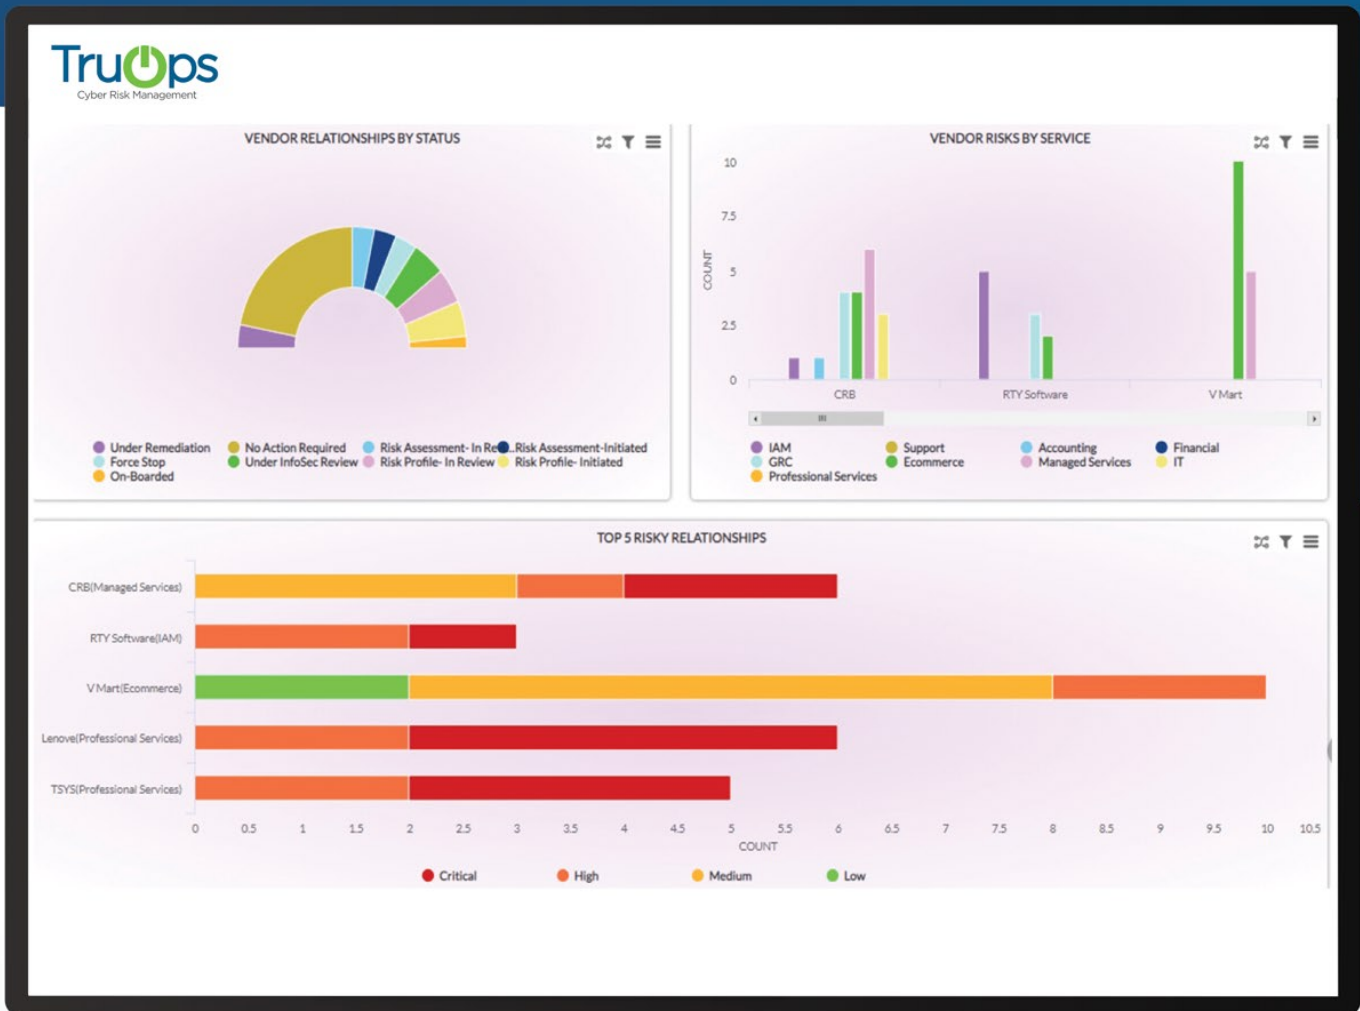 TruOps
Cyber Risk Management
VENDOR RELATIONSHIPS BY STATUS
Under Remediation No Action Required Risk Assessment- In Re... Risk Assessment-Initiated
Force Stop Under InfoSec Review Risk Profile- In Review Risk Profile- Initiated
On-Boarded
VENDOR RISKS BY SERVICE
10
7.5
5
2.5
0
COUNT
CRB RTY Software V Mart
IAM Support Accounting Financial
GRC Ecommerce Managed Services IT
Professional Services
TOP 5 RISKY RELATIONSHIPS
CRB(Managed Services)
RTY Software(IAM)
V Mart(Ecommerce)
Lenove(Professional Services)
TSYS(Professional Services)
0 0.5 1 1.5 2 2.5 3 3.5 4 4.5 5 5.5 6 6.5 7 7.5 8 8.5 9 9.5 10 10.5
COUNT
Critical High Medium Low